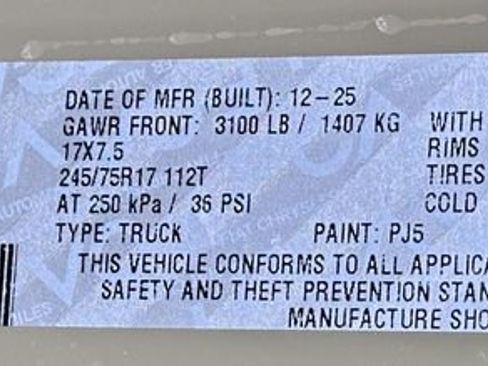 DATE OF MFR (BUILT): 12-25
GAWR FRONT: 3100 LB / 1407 KG WITH
17X7.5 RIMS
245/75R17 112T TIRES
AT 250 kPa / 36 PSI COLD
TYPE: TRUCK PAINT: PJ5
THIS VEHICLE CONFORMS TO ALL APPLICA
SAFETY AND THEFT PREVENTION STAN
MANUFACTURE SHO